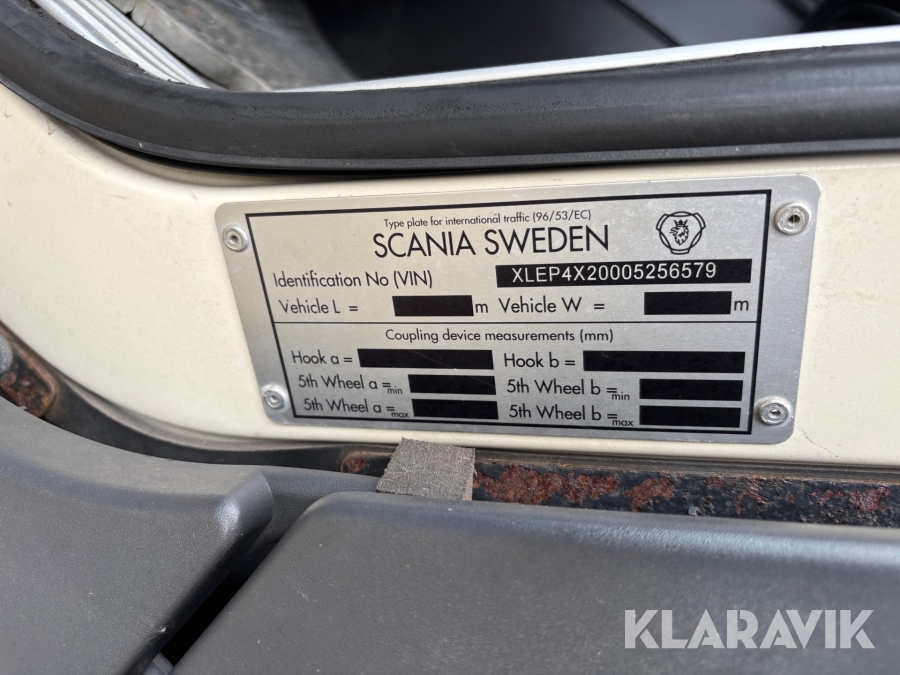 Type plate for international traffic (96/53/EC)
SCANIA SWEDEN
Identification No (VIN) XLEP4X20005256579
Vehicle L = m Vehicle W = m
Coupling device measurements (mm)
Hook a = Hook b =
5th Wheel a = min 5th Wheel b = min
5th Wheel a = max 5th Wheel b = max
KLARAVIK